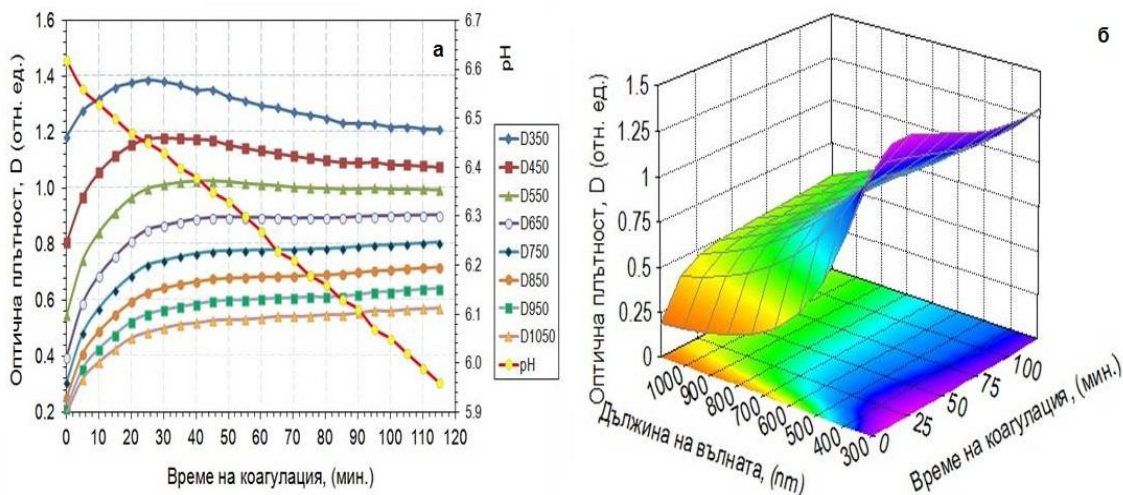 а
Оптична плътност, D (отн. ед.)
1.6
1.4
1.2
1.0
0.8
0.6
0.4
0.2
0 10 20 30 40 50 60 70 80 90 100 110 120
Време на коагулация, (мин.)
6.7
6.6
6.5
6.4
6.3
6.2
6.1
6.0
5.9
pH
D350
D450
D550
D650
D750
D850
D950
D1050
pH
б
Оптична плътност, D (отн. ед.)
1.5
1.25
1
0.75
0.5
0.25
0
1000 900 800 700 600 500 400 300
Дължина на вълната, (nm)
0 25 50 75 100
Време на коагулация, (мин.)